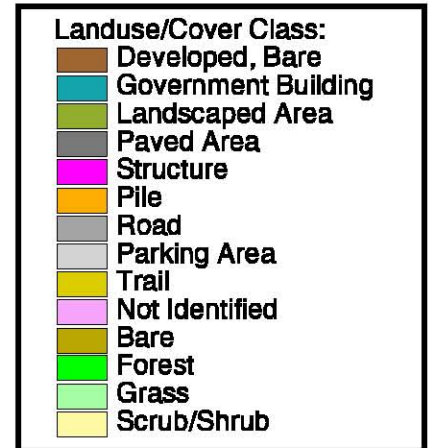 Landuse/Cover Class:
Developed, Bare
Government Building
Landscaped Area
Paved Area
Structure
Pile
Road
Parking Area
Trail
Not Identified
Bare
Forest
Grass
Scrub/Shrub